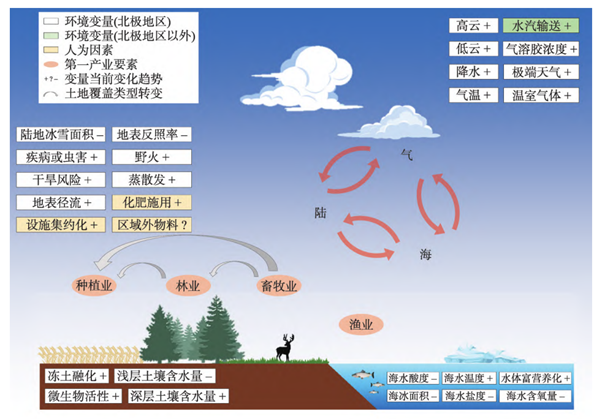 环境变量(北极地区)
环境变量(北极地区以外)
人为因素
第一产业要素
+ ? − 变量当前变化趋势
土地覆盖类型转变
高云 + 水汽输送 +
低云 + 气溶胶浓度 +
降水 + 极端天气 +
气温 + 温室气体 +
陆地冰雪面积 − 地表反照率 −
疾病或虫害 + 野火 +
干旱风险 + 蒸散发 +
地表径流 + 化肥施用 +
设施集约化 + 区域外物料 ?
气
陆
海
种植业 林业 畜牧业
渔业
冻土融化 + 浅层土壤含水量 −
微生物活性 + 深层土壤含水量 +
海水酸度 − 海水温度 + 水体富营养化 +
海冰面积 − 海水盐度 − 海水含氧量 −